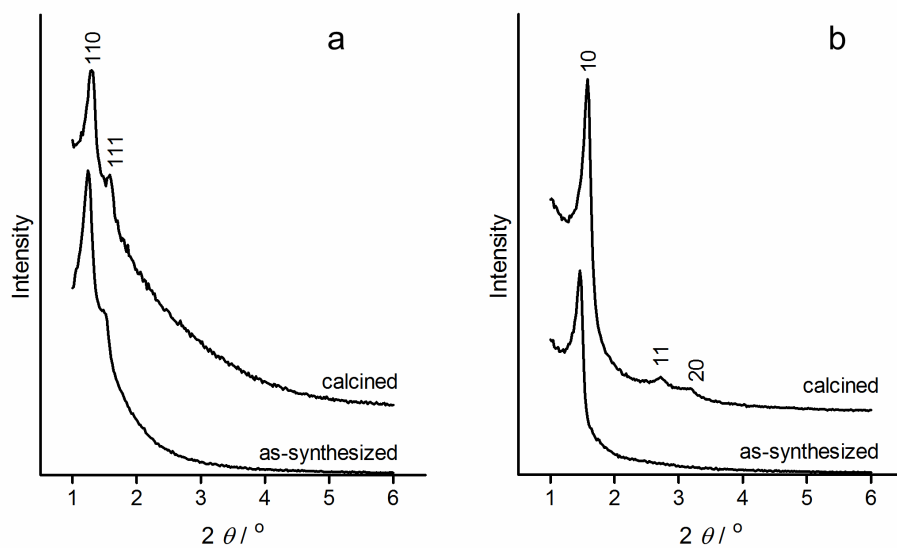 a
110
111
calcined
as-synthesized
Intensity
1 2 3 4 5 6
2 θ / °
b
10
11
20
calcined
as-synthesized
Intensity
1 2 3 4 5 6
2 θ / °